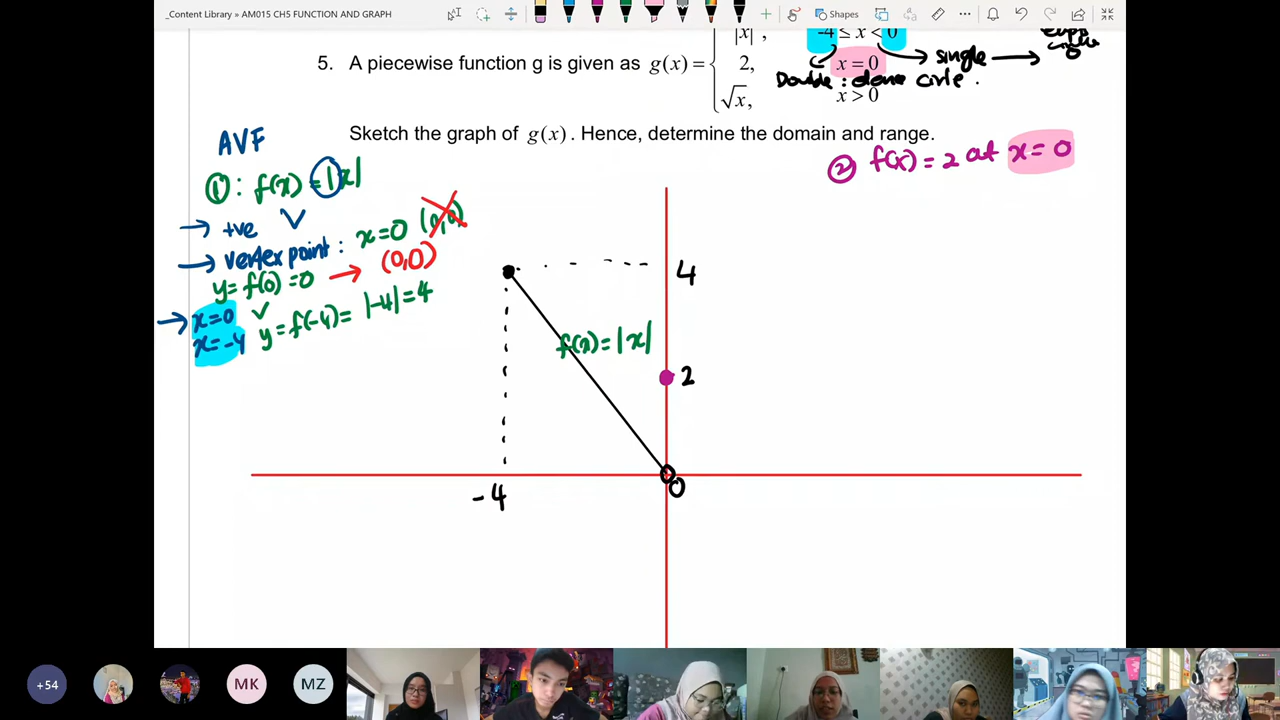 _Content Library » AM015 CH5 FUNCTION AND GRAPH
Shapes
|x| , -4 ≤ x < 0
5. A piecewise function g is given as g(x) = 2, x = 0
single
Double : close circle .
√x, x > 0
Sketch the graph of g(x). Hence, determine the domain and range.
② f(x) = 2 at x = 0
AVF
① : f(x) = |x|
→ +ve V
→ vertex point : x = 0 (0,0)
y = f(0) = 0 → (0,0)
→ x = 0
x = -4 y = f(-4) = |-4| = 4
4
f(x) = |x|
2
-4
0
+54
MK
MZ